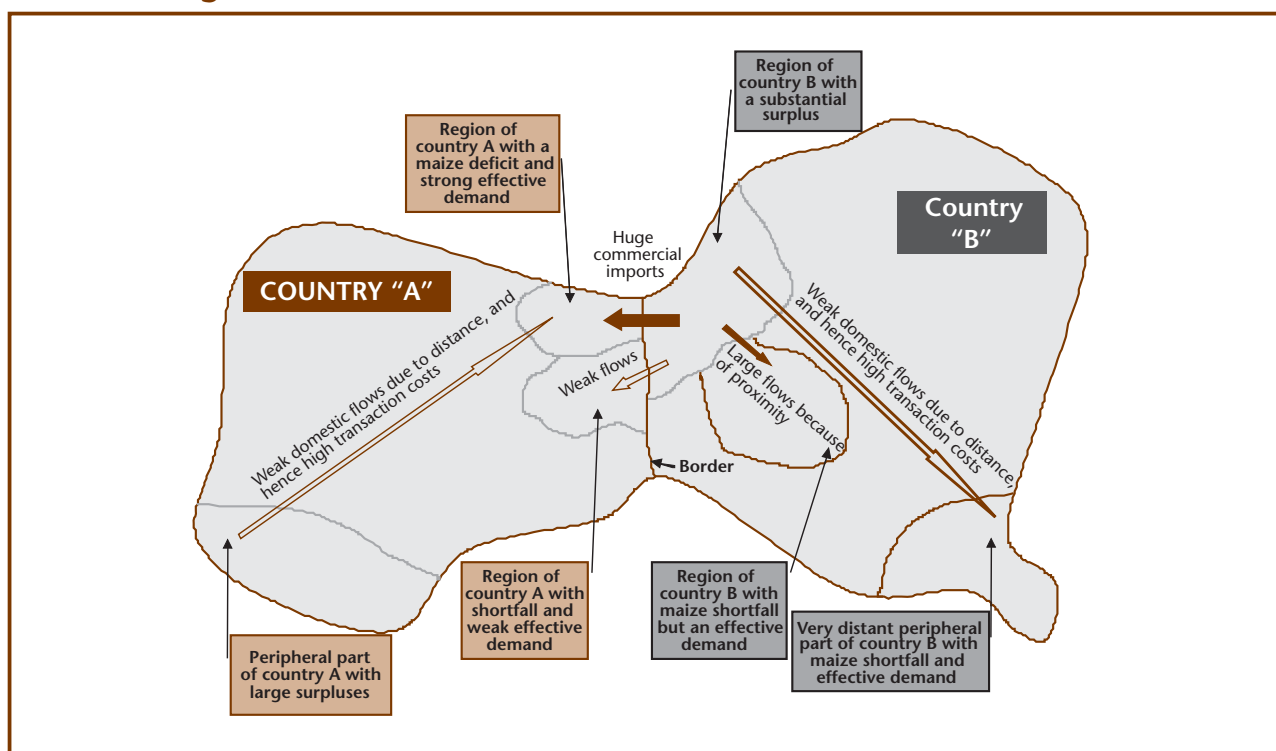 Region of
country B with
a substantial
surplus
Region of
country A with a
maize deficit and
strong effective
demand
Country
"B"
Huge
commercial
imports
COUNTRY "A"
Weak domestic flows due to distance, and
hence high transaction costs
Weak flows
Large flows because
of proximity
Weak domestic flows due to distance,
and hence high transaction costs
Border
Region of
country A with
shortfall and
weak effective
demand
Region of
country B with
maize shortfall
but an effective
demand
Very distant peripheral
part of country B with
maize shortfall and
effective demand
Peripheral part
of country A with
large surpluses